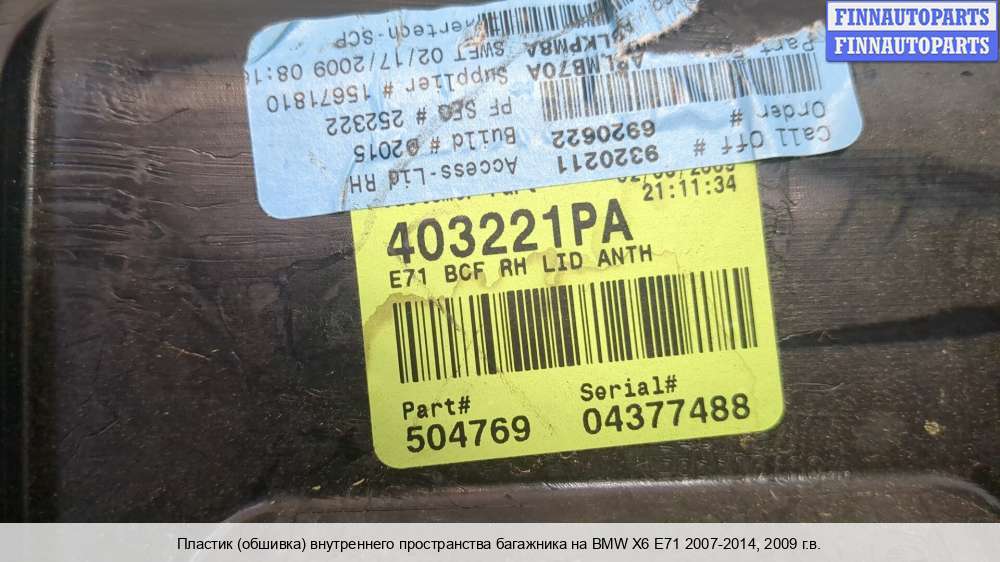 FINNAUTOPARTS
FINNAUTOPARTS
Call Off # 9320211
Order # 6920622
Access-Lid RH
Build # 02015
PF SEQ # 252322
Supplier # 15671810
SWET 02/17/2009 08:1
21:11:34
403221PA
E71 BCF RH LID ANTH
Part#
504769
Serial#
04377488
Пластик (обшивка) внутреннего пространства багажника на BMW X6 E71 2007-2014, 2009 г.в.